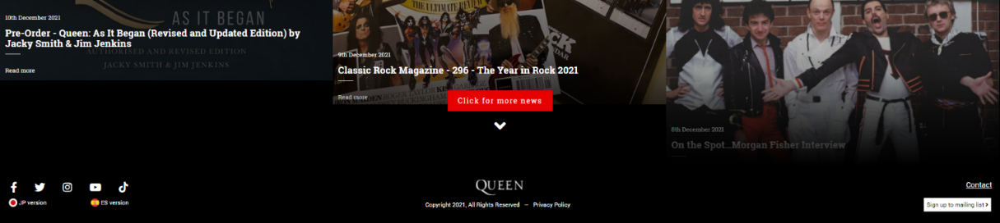 AS IT BEGAN
10th December 2021
Pre-Order - Queen: As It Began (Revised and Updated Edition) by
Jacky Smith & Jim Jenkins
AUTHORISED AND REVISED EDITION
JACKY SMITH & JIM JENKINS
Read more
THE ULTIMATE REVIEW
9th December 2021
Classic Rock Magazine - 296 - The Year in Rock 2021
Read more
ROGER TAYLOR
BUCKINGHAM
Click for more news
8th December 2021
On the Spot...Morgan Fisher Interview
QUEEN
Contact
JP version
ES version
Copyright 2021, All Rights Reserved – Privacy Policy
Sign up to mailing list >